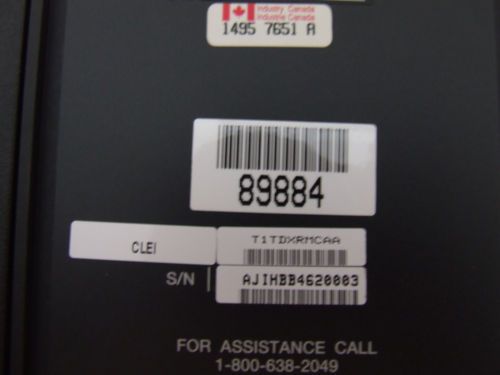 Industry Canada
Industrie Canada
1495 7651 A
89884
CLEI T1TDXRMCAA
S/N AJIHBB4620003
FOR ASSISTANCE CALL
1-800-638-2049